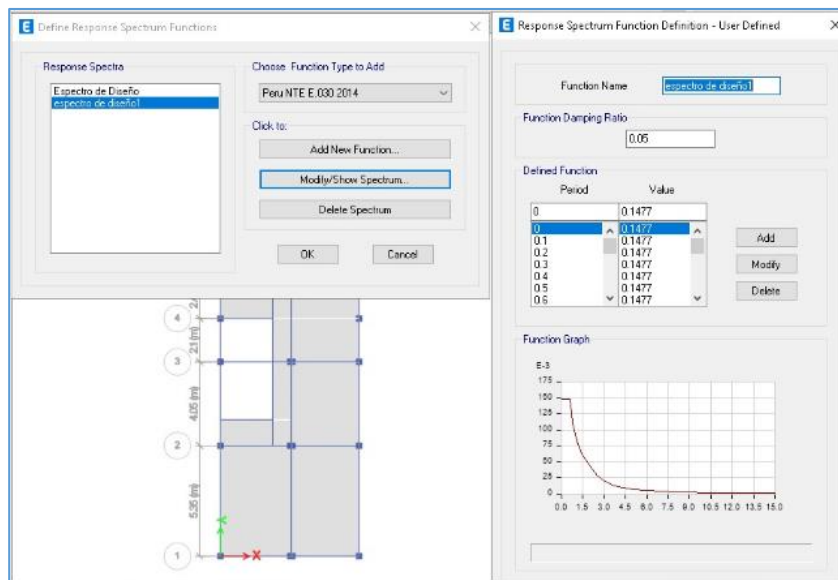 Define Response Spectrum Functions
Response Spectra
Espectro de Diseño
espectro de diseño1
Choose Function Type to Add
Peru NTE E.030 2014
Click to:
Add New Function...
Modify/Show Spectrum...
Delete Spectrum
OK
Cancel
4
2.1 (m)
3
4.05 (m)
2
5.35 (m)
1
Y
X
Response Spectrum Function Definition - User Defined
Function Name
espectro de diseño1
Function Damping Ratio
0.05
Defined Function
Period Value
0 0.1477
0 0.1477
0.1 0.1477
0.2 0.1477
0.3 0.1477
0.4 0.1477
0.5 0.1477
0.6 0.1477
Add
Modify
Delete
Function Graph
E-3
175
150
125
100
75
50
25
0
0.0 1.5 3.0 4.5 6.0 7.5 9.0 10.5 12.0 13.5 15.0